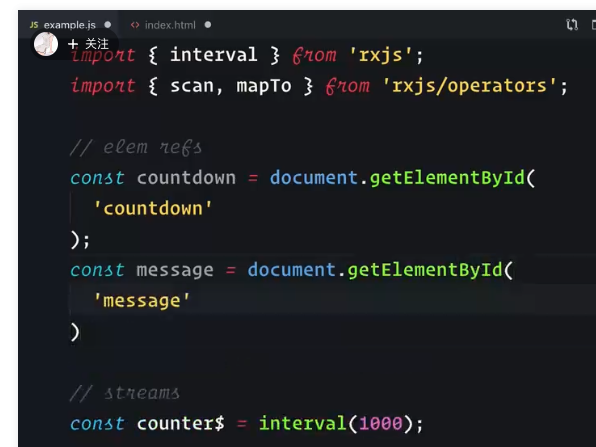 JS example.js
<> index.html
+ 关注
import { interval } from 'rxjs';
import { scan, mapTo } from 'rxjs/operators';
// elem refs
const countdown = document.getElementById(
'countdown'
);
const message = document.getElementById(
'message'
)
// streams
const counter$ = interval(1000);